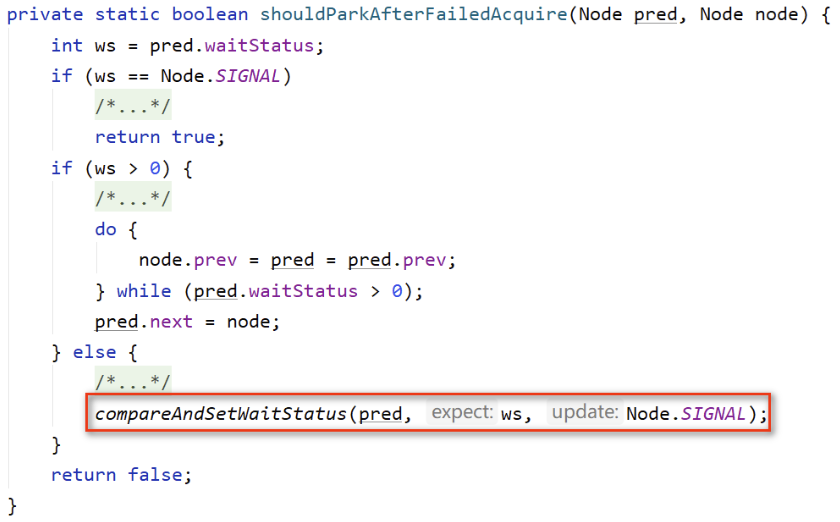 private static boolean shouldParkAfterFailedAcquire(Node pred, Node node) {
    int ws = pred.waitStatus;
    if (ws == Node.SIGNAL)
        /*...*/
        return true;
    if (ws > 0) {
        /*...*/
        do {
            node.prev = pred = pred.prev;
        } while (pred.waitStatus > 0);
        pred.next = node;
    } else {
        /*...*/
        compareAndSetWaitStatus(pred, expect: ws, update: Node.SIGNAL);
    }
    return false;
}